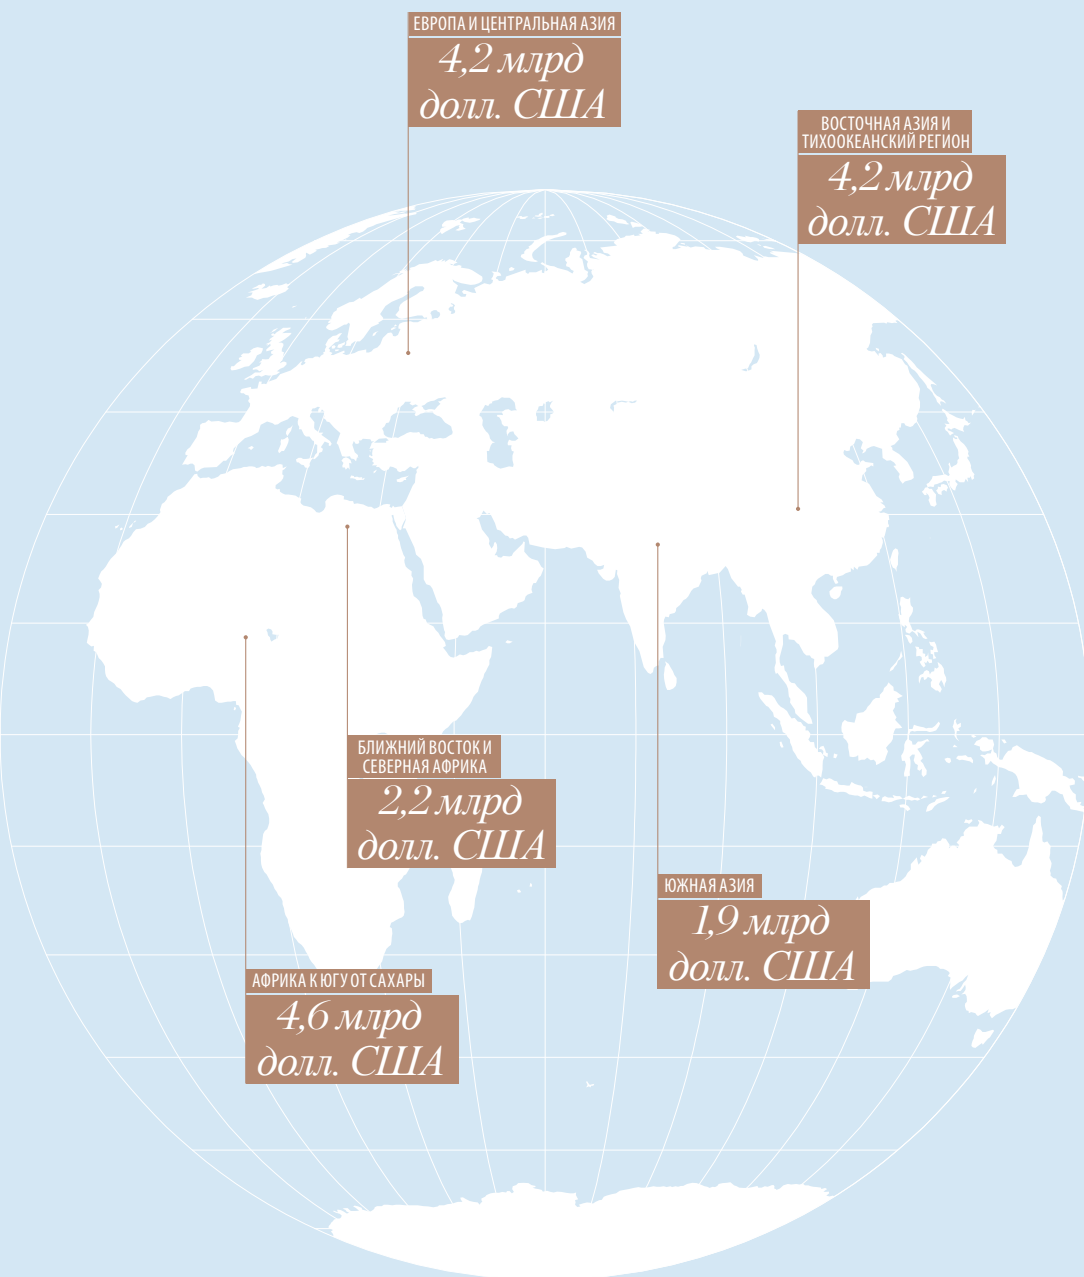 ЕВРОПА И ЦЕНТРАЛЬНАЯ АЗИЯ
4,2 млрд
долл. США
ВОСТОЧНАЯ АЗИЯ И
ТИХООКЕАНСКИЙ РЕГИОН
4,2 млрд
долл. США
БЛИЖНИЙ ВОСТОК И
СЕВЕРНАЯ АФРИКА
2,2 млрд
долл. США
ЮЖНАЯ АЗИЯ
1,9 млрд
долл. США
АФРИКА К ЮГУ ОТ САХАРЫ
4,6 млрд
долл. США